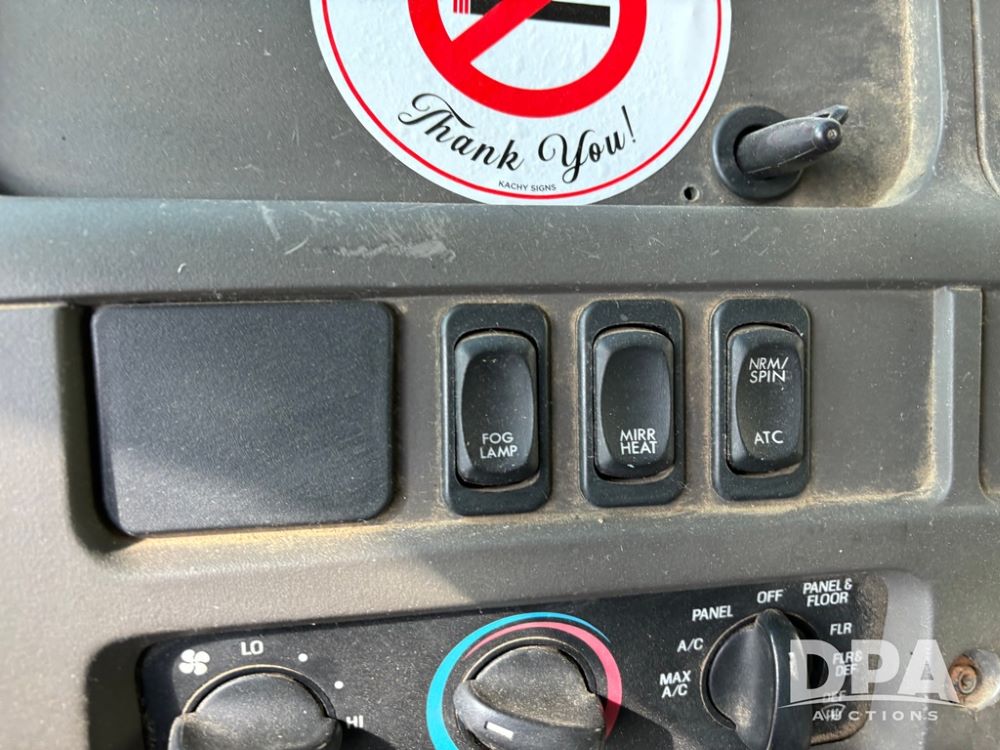 Thank You!
KACHY SIGNS
FOG
LAMP
MIRR
HEAT
NRM/
SPIN
ATC
LO
HI
OFF
PANEL
PANEL &
FLOOR
A/C
FLR
MAX
A/C
FLR &
DEF
DEF
DPA
AUCTIONS